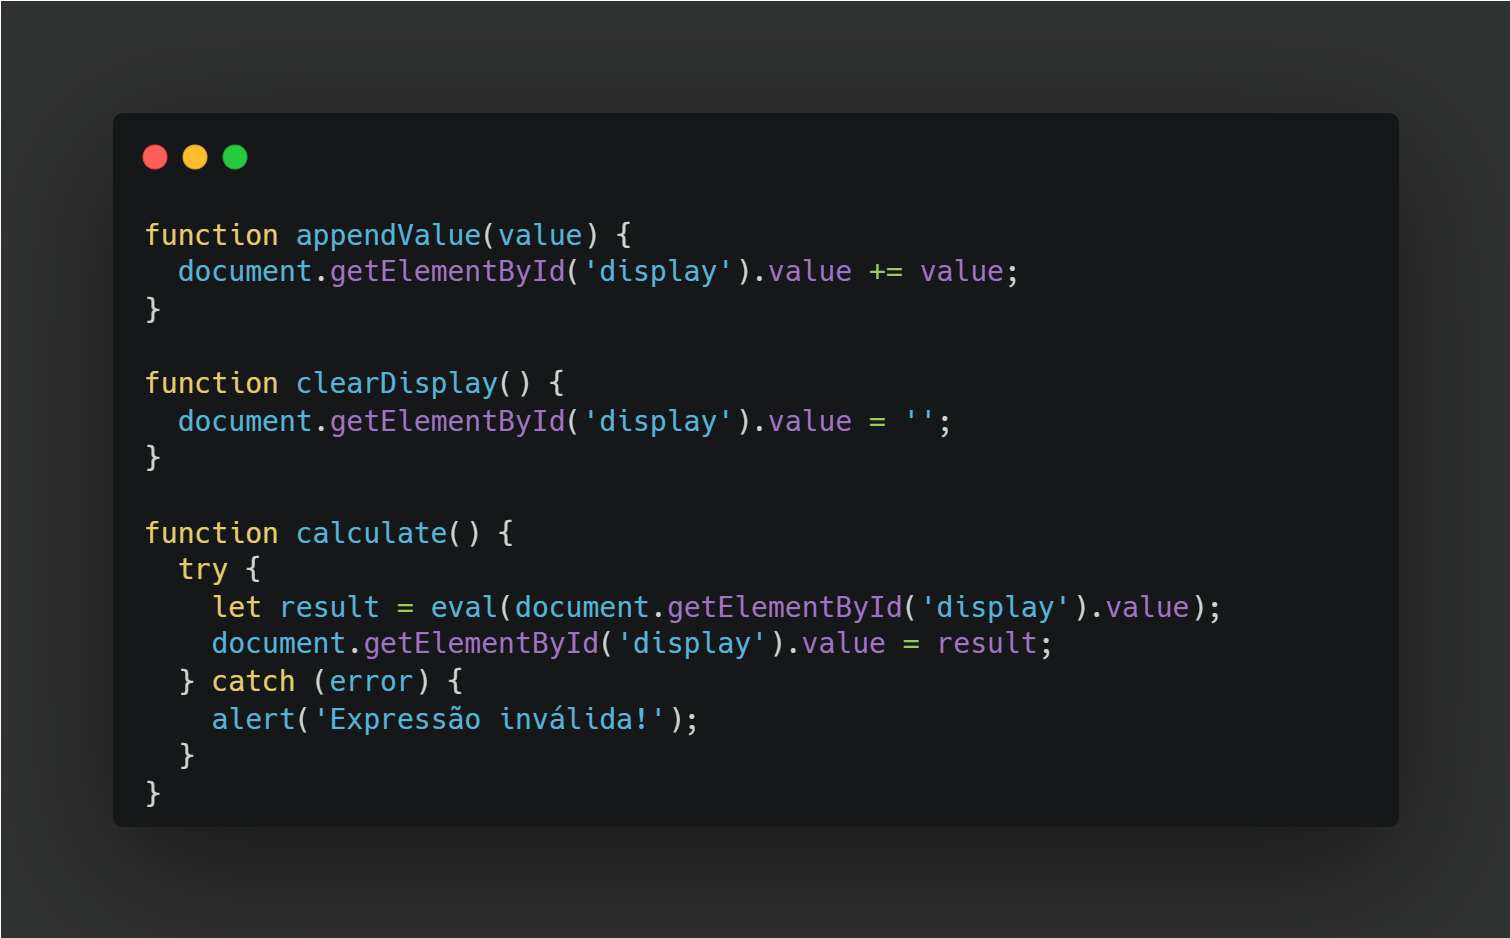 function appendValue(value) {
  document.getElementById('display').value += value;
}

function clearDisplay() {
  document.getElementById('display').value = '';
}

function calculate() {
  try {
    let result = eval(document.getElementById('display').value);
    document.getElementById('display').value = result;
  } catch (error) {
    alert('Expressão inválida!');
  }
}